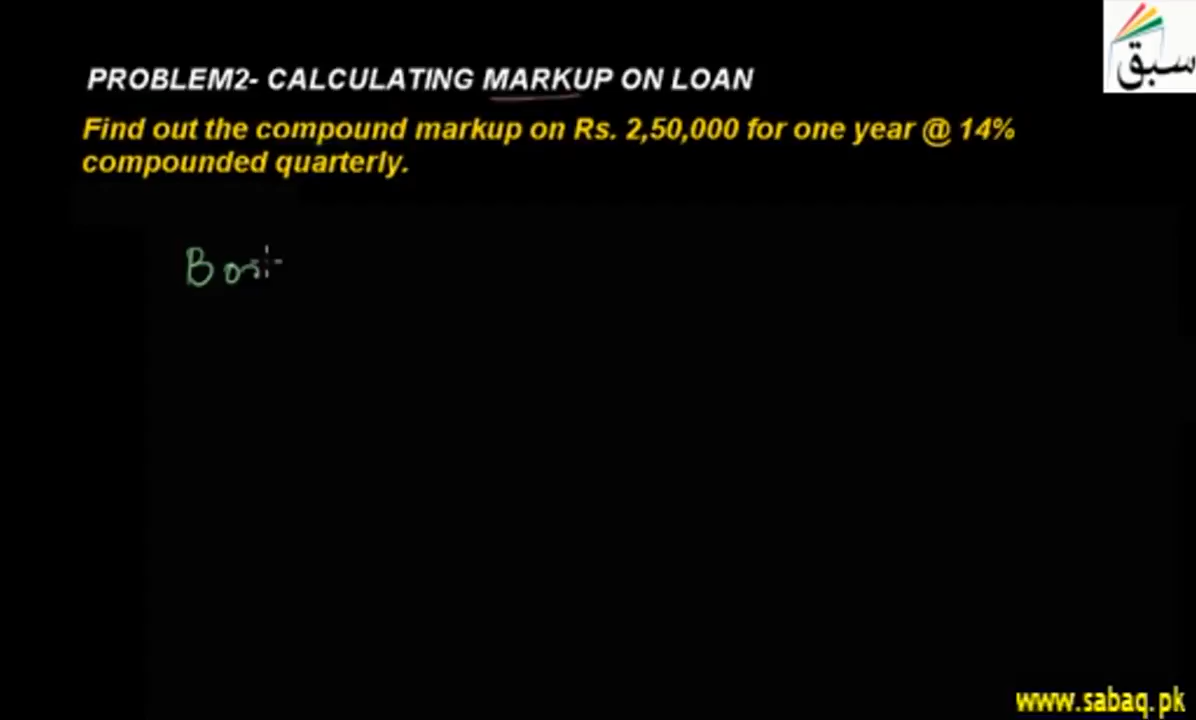 سبق
PROBLEM2- CALCULATING MARKUP ON LOAN
Find out the compound markup on Rs. 2,50,000 for one year @ 14%
compounded quarterly.
www.sabaq.pk